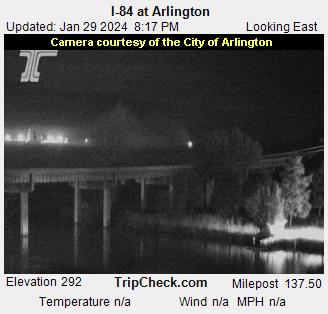 I-84 at Arlington
Updated: Jan 29 2024 8:17 PM Looking East
Camera courtesy of the City of Arlington
Elevation 292 TripCheck.com Milepost 137.50
Temperature n/a Wind n/a MPH n/a